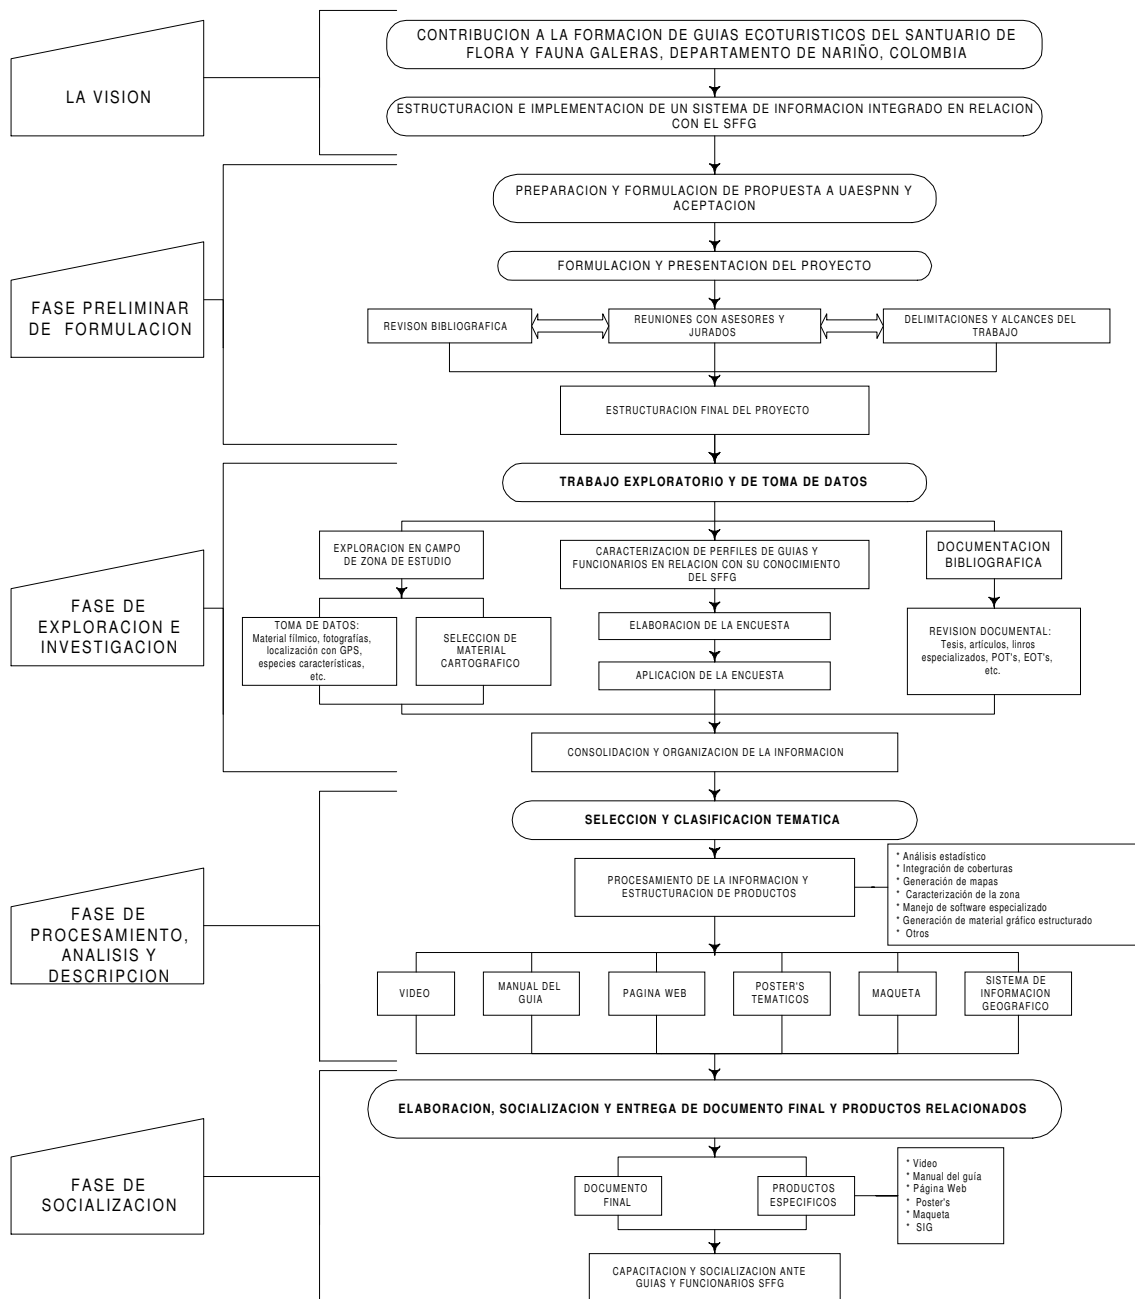 LA VISION
CONTRIBUCION A LA FORMACION DE GUIAS ECOTURISTICOS DEL SANTUARIO DE
FLORA Y FAUNA GALERAS, DEPARTAMENTO DE NARIÑO, COLOMBIA
ESTRUCTURACION E IMPLEMENTACION DE UN SISTEMA DE INFORMACION INTEGRADO EN RELACION
CON EL SFFG
FASE PRELIMINAR
DE FORMULACION
PREPARACION Y FORMULACION DE PROPUESTA A UAESPNN Y
ACEPTACION
FORMULACION Y PRESENTACION DEL PROYECTO
REVISON BIBLIOGRAFICA
REUNIONES CON ASESORES Y
JURADOS
DELIMITACIONES Y ALCANCES DEL
TRABAJO
ESTRUCTURACION FINAL DEL PROYECTO
FASE DE
EXPLORACION E
INVESTIGACION
TRABAJO EXPLORATORIO Y DE TOMA DE DATOS
EXPLORACION EN CAMPO
DE ZONA DE ESTUDIO
CARACTERIZACION DE PERFILES DE GUIAS Y
FUNCIONARIOS EN RELACION CON SU CONOCIMIENTO
DEL SFFG
DOCUMENTACION
BIBLIOGRAFICA
TOMA DE DATOS:
Material fílmico, fotografías,
localización con GPS,
especies características,
etc.
SELECCION DE
MATERIAL
CARTOGRAFICO
ELABORACION DE LA ENCUESTA
APLICACION DE LA ENCUESTA
REVISION DOCUMENTAL:
Tesis, artículos, linros
especializados, POT's, EOT's,
etc.
CONSOLIDACION Y ORGANIZACION DE LA INFORMACION
FASE DE
PROCESAMIENTO,
ANALISIS Y
DESCRIPCION
SELECCION Y CLASIFICACION TEMATICA
PROCESAMIENTO DE LA INFORMACION Y
ESTRUCTURACION DE PRODUCTOS
* Análisis estadístico
* Integración de coberturas
* Generación de mapas
* Caracterización de la zona
* Manejo de software especializado
* Generación de material gráfico estructurado
* Otros
VIDEO
MANUAL DEL
GUIA
PAGINA WEB
POSTER'S
TEMATICOS
MAQUETA
SISTEMA DE
INFORMACION
GEOGRAFICO
FASE DE
SOCIALIZACION
ELABORACION, SOCIALIZACION Y ENTREGA DE DOCUMENTO FINAL Y PRODUCTOS RELACIONADOS
DOCUMENTO
FINAL
PRODUCTOS
ESPECIFICOS
* Video
* Manual del guía
* Página Web
* Poster's
* Maqueta
* SIG
CAPACITACION Y SOCIALIZACION ANTE
GUIAS Y FUNCIONARIOS SFFG